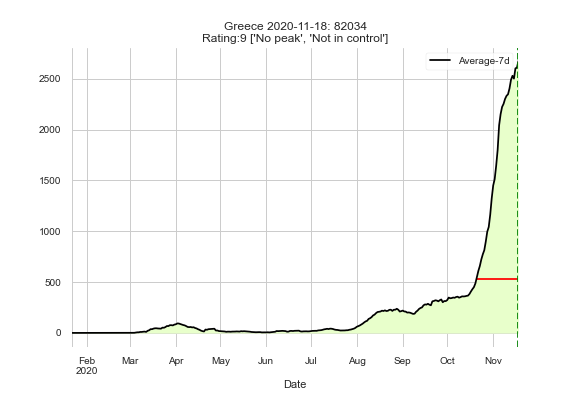 Greece 2020-11-18: 82034
Rating:9 ['No peak', 'Not in control']
Average-7d
2500
2000
1500
1000
500
0
Feb Mar Apr May Jun Jul Aug Sep Oct Nov
2020
Date